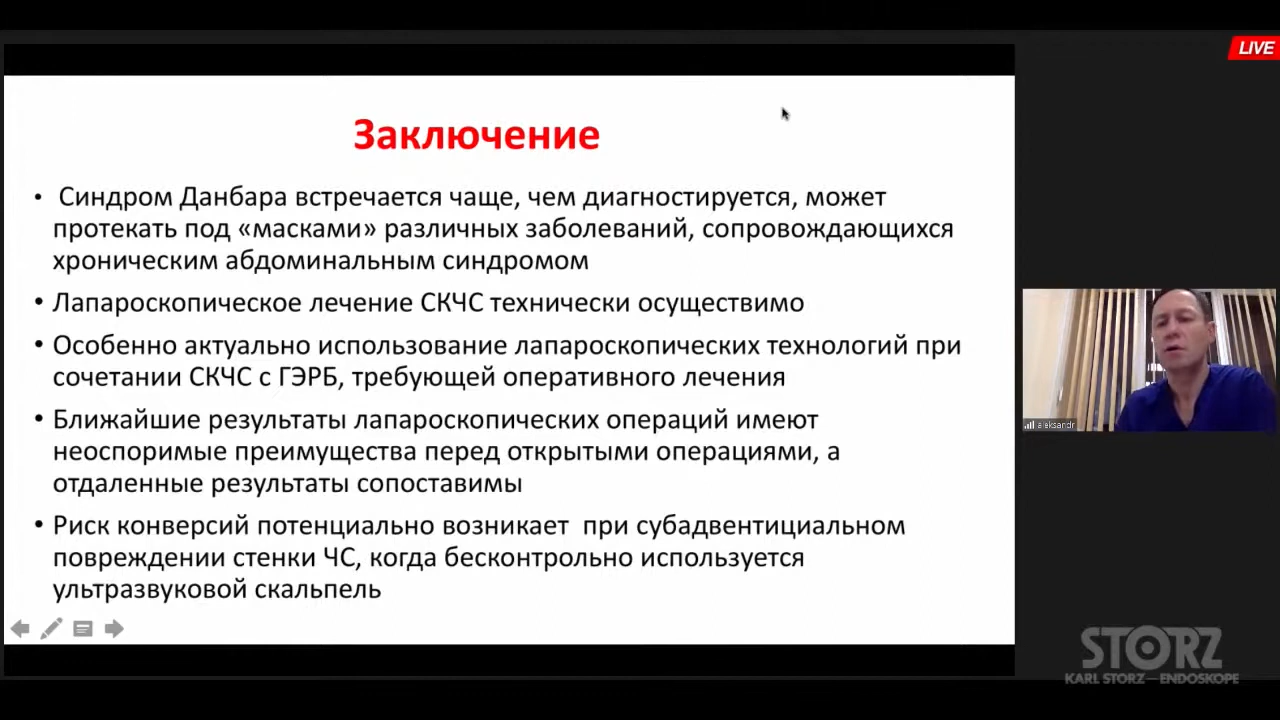 LIVE
Заключение
• Синдром Данбара встречается чаще, чем диагностируется, может
протекать под «масками» различных заболеваний, сопровождающихся
хроническим абдоминальным синдромом
• Лапароскопическое лечение СКЧС технически осуществимо
• Особенно актуально использование лапароскопических технологий при
сочетании СКЧС с ГЭРБ, требующей оперативного лечения
• Ближайшие результаты лапароскопических операций имеют
неоспоримые преимущества перед открытыми операциями, а
отдаленные результаты сопоставимы
• Риск конверсий потенциально возникает при субадвентициальном
повреждении стенки ЧС, когда бесконтрольно используется
ультразвуковой скальпель
aleksandr
STORZ
KARL STORZ—ENDOSKOPE